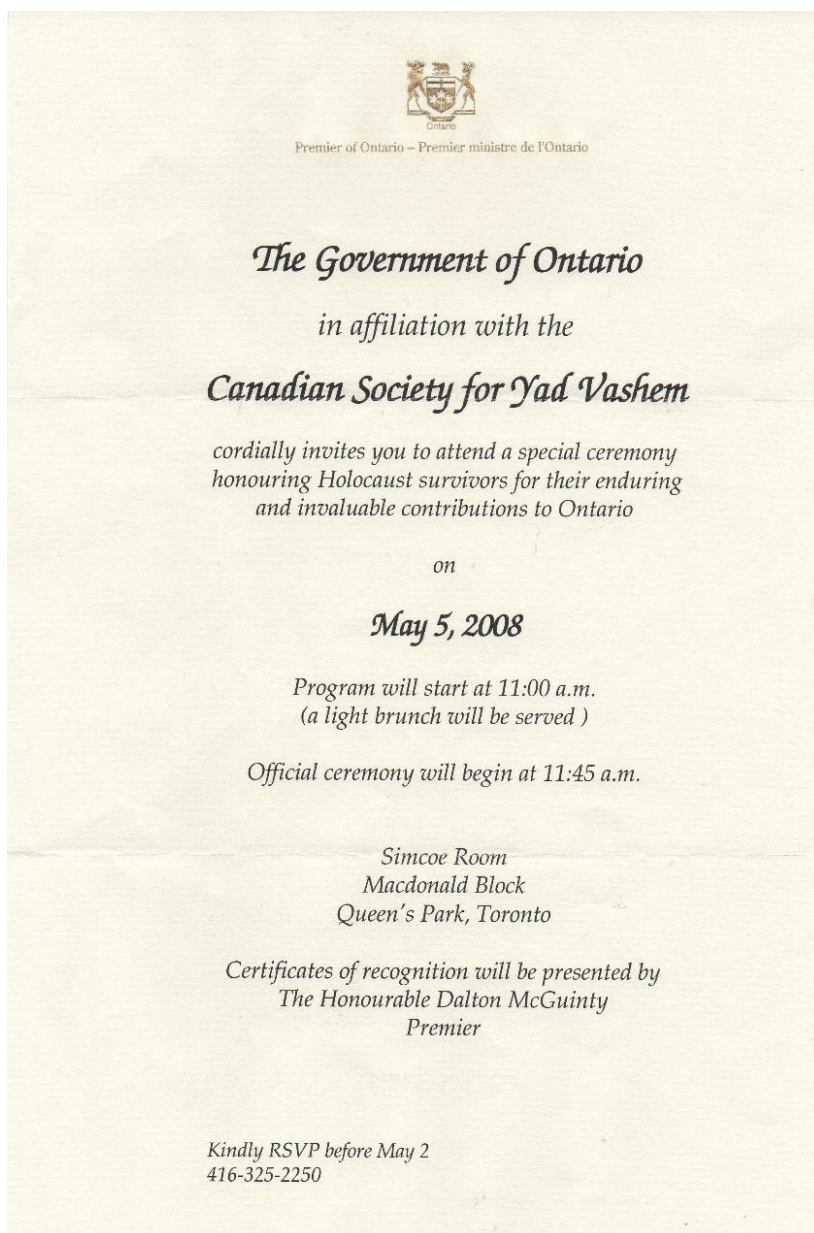 Ontario
Premier of Ontario – Premier ministre de l'Ontario
The Government of Ontario
in affiliation with the
Canadian Society for Yad Vashem
cordially invites you to attend a special ceremony
honouring Holocaust survivors for their enduring
and invaluable contributions to Ontario
on
May 5, 2008
Program will start at 11:00 a.m.
(a light brunch will be served )
Official ceremony will begin at 11:45 a.m.
Simcoe Room
Macdonald Block
Queen's Park, Toronto
Certificates of recognition will be presented by
The Honourable Dalton McGuinty
Premier
Kindly RSVP before May 2
416-325-2250